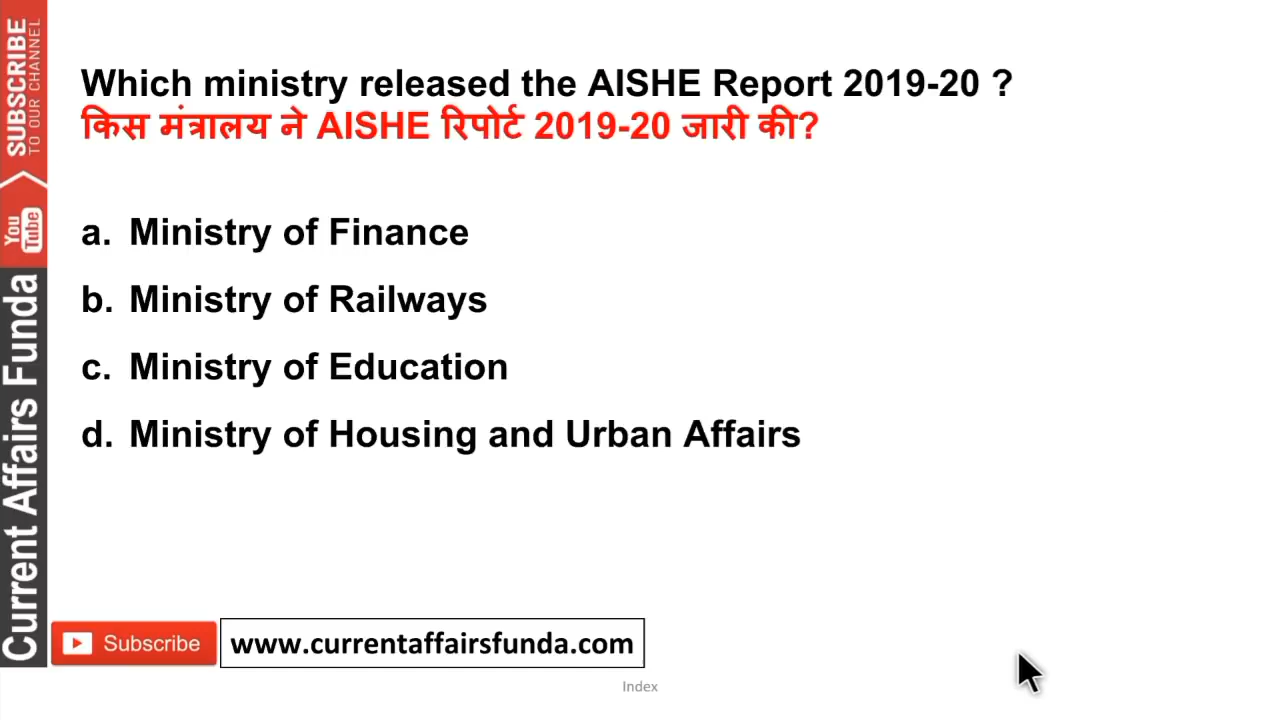 Which ministry released the AISHE Report 2019-20 ?
किस मंत्रालय ने AISHE रिपोर्ट 2019-20 जारी की?
a. Ministry of Finance
b. Ministry of Railways
c. Ministry of Education
d. Ministry of Housing and Urban Affairs
SUBSCRIBE
TO OUR CHANNEL
You
Tube
Current Affairs Funda
Subscribe
www.currentaffairsfunda.com
Index